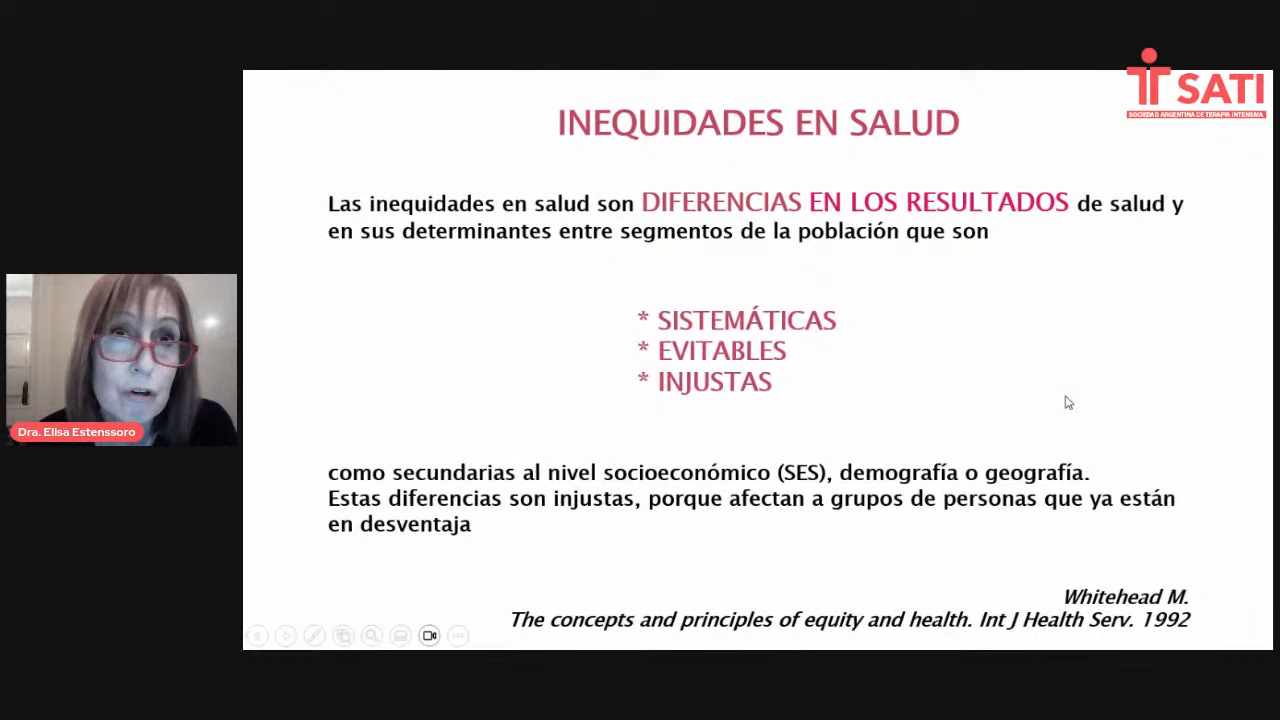 SATI
SOCIEDAD ARGENTINA DE TERAPIA INTENSIVA
INEQUIDADES EN SALUD
Las inequidades en salud son DIFERENCIAS EN LOS RESULTADOS de salud y
en sus determinantes entre segmentos de la población que son
* SISTEMÁTICAS
* EVITABLES
* INJUSTAS
Dra. Elisa Estenssoro
como secundarias al nivel socioeconómico (SES), demografía o geografía.
Estas diferencias son injustas, porque afectan a grupos de personas que ya están
en desventaja
Whitehead M.
The concepts and principles of equity and health. Int J Health Serv. 1992